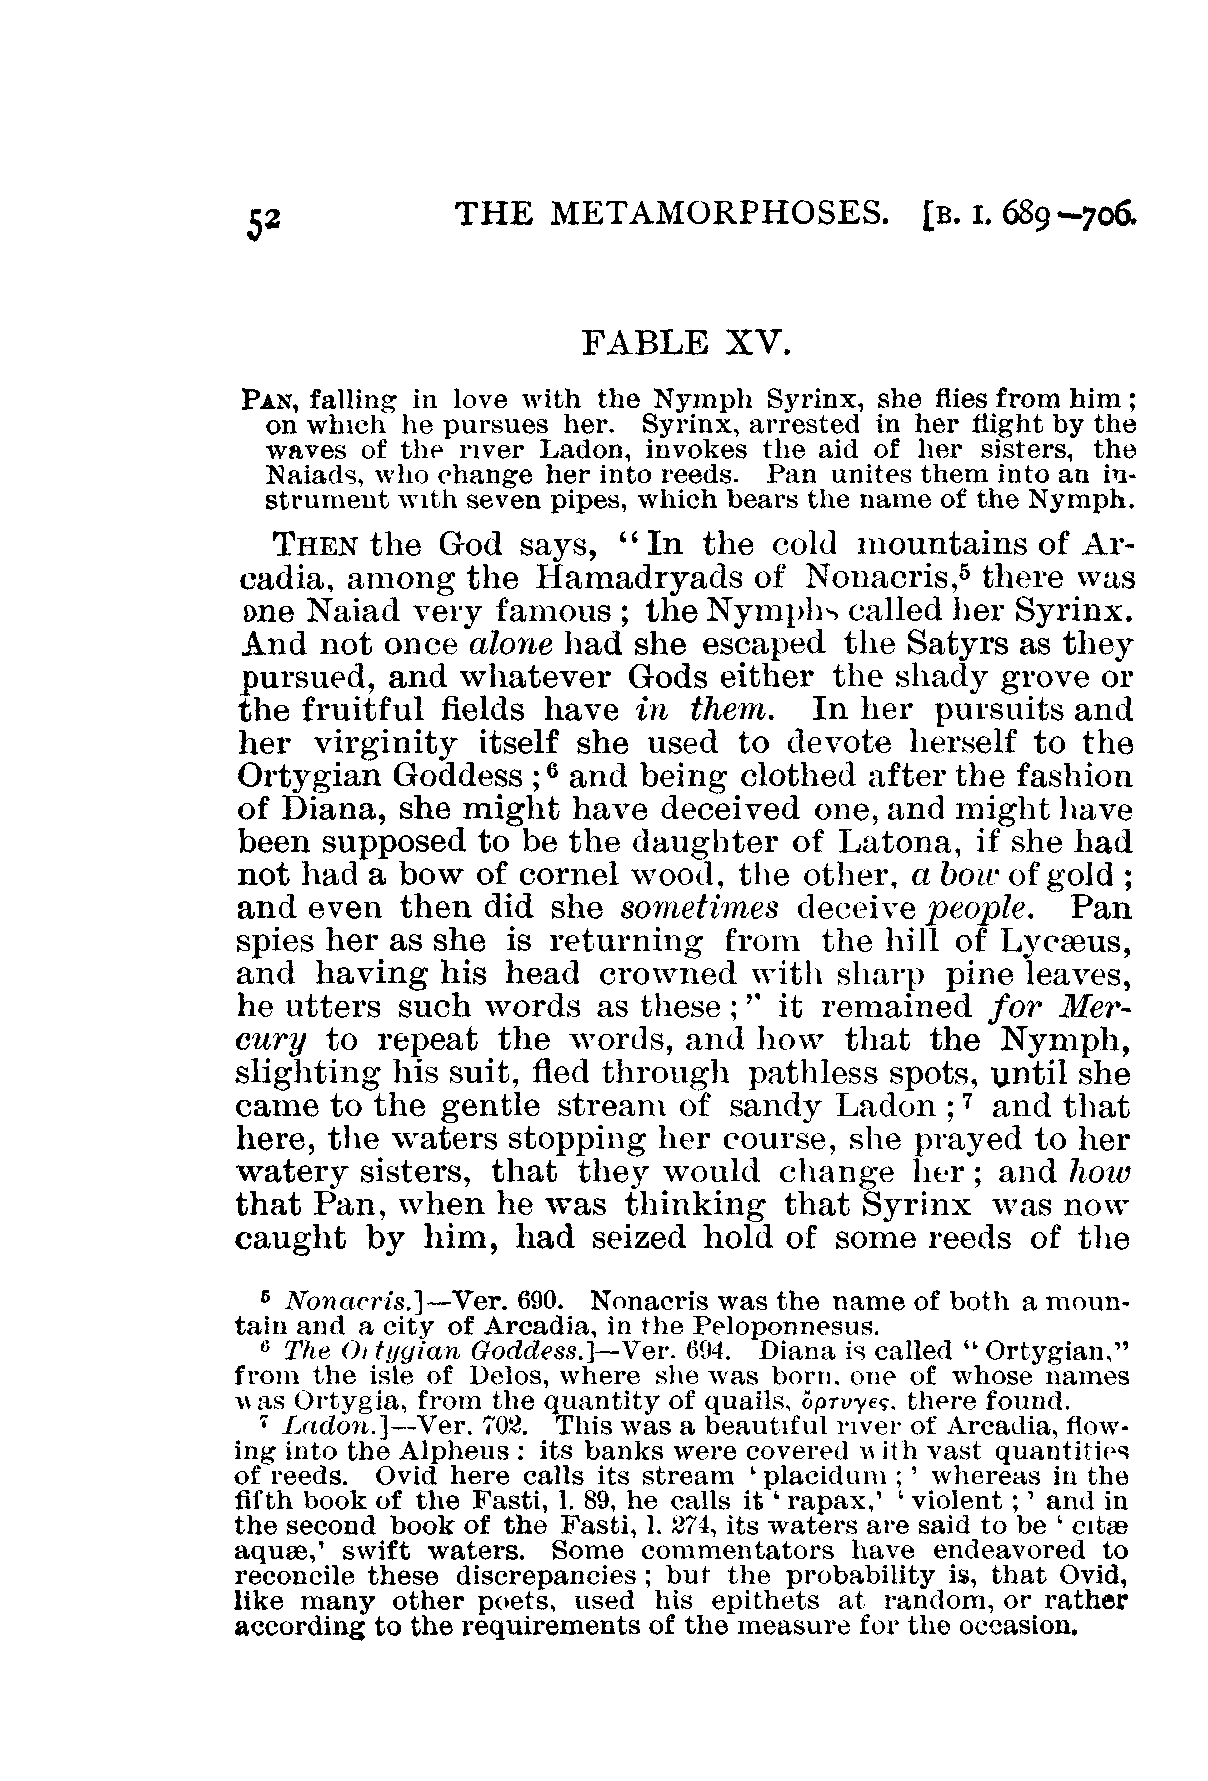 52 THE METAMORPHOSES. [B. I. 689—706.
FABLE XV.
PAN, falling in love with the Nymph Syrinx, she flies from him;
on which he pursues her. Syrinx, arrested in her flight by the
waves of the river Ladon, invokes the aid of her sisters, the
Naiads, who change her into reeds. Pan unites them into an in-
strument with seven pipes, which bears the name of the Nymph.
THEN the God says, “In the cold mountains of Ar-
cadia, among the Hamadryads of Nonacris,⁵ there was
one Naiad very famous; the Nymphs called her Syrinx.
And not once alone had she escaped the Satyrs as they
pursued, and whatever Gods either the shady grove or
the fruitful fields have in them. In her pursuits and
her virginity itself she used to devote herself to the
Ortygian Goddess;⁶ and being clothed after the fashion
of Diana, she might have deceived one, and might have
been supposed to be the daughter of Latona, if she had
not had a bow of cornel wood, the other, a bow of gold;
and even then did she sometimes deceive people. Pan
spies her as she is returning from the hill of Lycæus,
and having his head crowned with sharp pine leaves,
he utters such words as these;” it remained for Mer-
cury to repeat the words, and how that the Nymph,
slighting his suit, fled through pathless spots, until she
came to the gentle stream of sandy Ladon;⁷ and that
here, the waters stopping her course, she prayed to her
watery sisters, that they would change her; and how
that Pan, when he was thinking that Syrinx was now
caught by him, had seized hold of some reeds of the
⁵ Nonacris.]—Ver. 690. Nonacris was the name of both a moun-
tain and a city of Arcadia, in the Peloponnesus.
⁶ The Ortygian Goddess.]—Ver. 694. Diana is called “Ortygian,”
from the isle of Delos, where she was born, one of whose names
was Ortygia, from the quantity of quails, ὄρτυγες, there found.
⁷ Ladon.]—Ver. 702. This was a beautiful river of Arcadia, flow-
ing into the Alpheus: its banks were covered with vast quantities
of reeds. Ovid here calls its stream ‘placidum;’ whereas in the
fifth book of the Fasti, l. 89, he calls it ‘rapax,’ ‘violent;’ and in
the second book of the Fasti, l. 274, its waters are said to be ‘citæ
aquæ,’ swift waters. Some commentators have endeavored to
reconcile these discrepancies; but the probability is, that Ovid,
like many other poets, used his epithets at random, or rather
according to the requirements of the measure for the occasion.